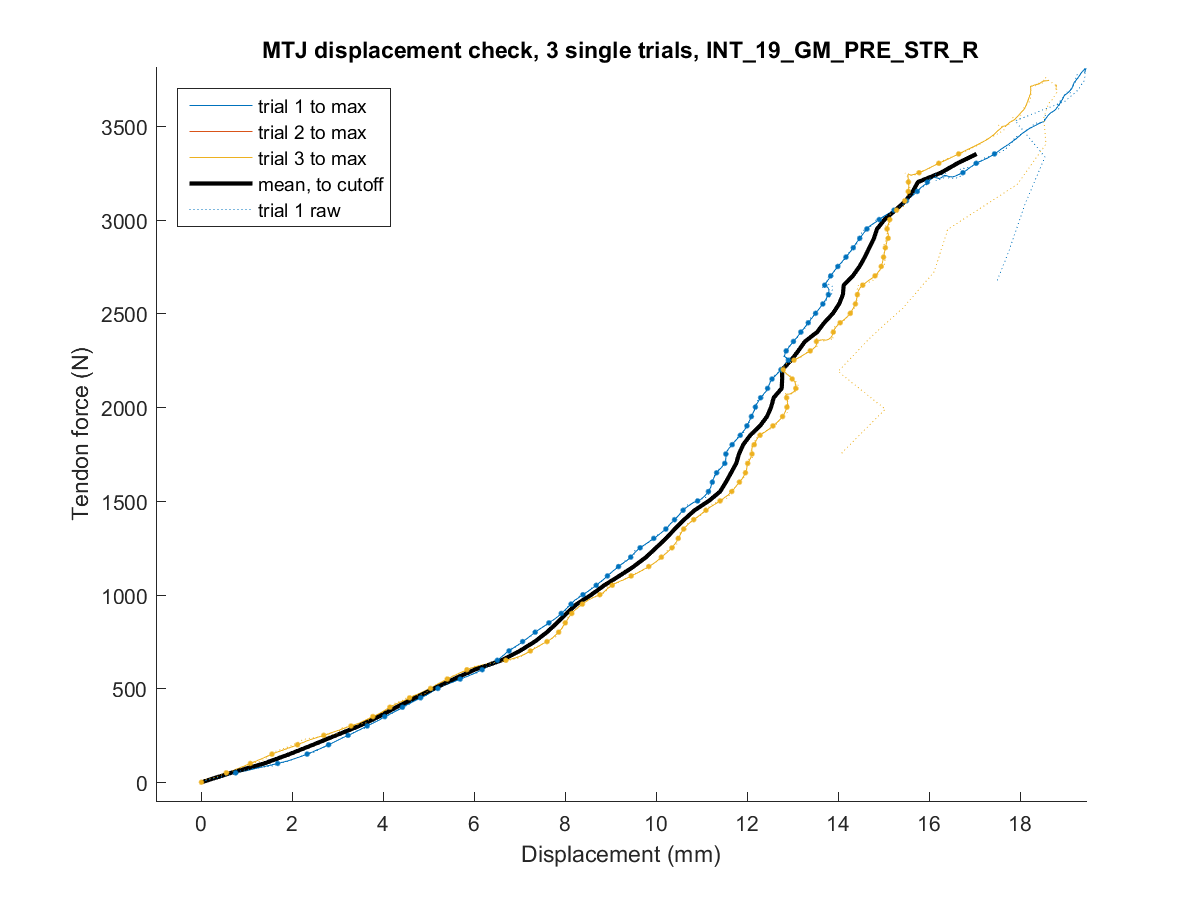 MTJ displacement check, 3 single trials, INT_19_GM_PRE_STR_R
trial 1 to max
trial 2 to max
trial 3 to max
mean, to cutoff
trial 1 raw
3500
3000
2500
2000
1500
1000
500
0
Tendon force (N)
0 2 4 6 8 10 12 14 16 18
Displacement (mm)